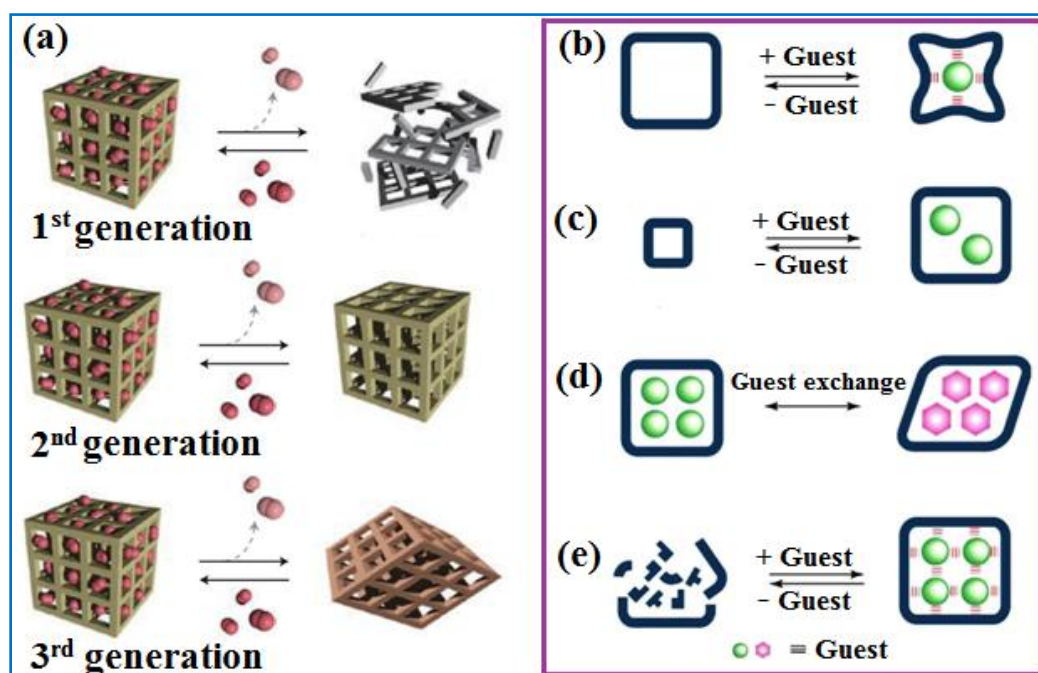 (a)
1st generation
2nd generation
3rd generation
(b)
+ Guest
− Guest
(c)
+ Guest
− Guest
(d)
Guest exchange
(e)
+ Guest
− Guest
≡ Guest